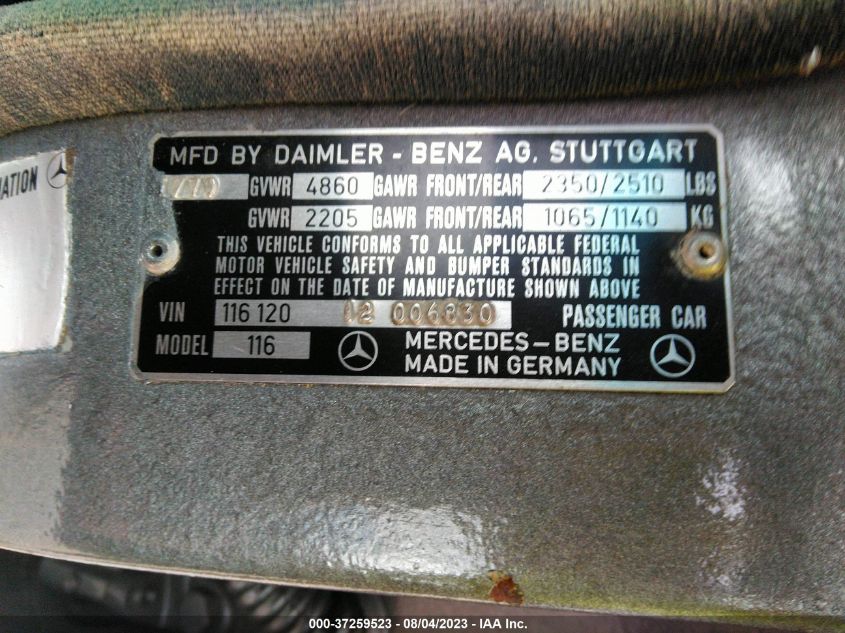 MATION
MFD BY DAIMLER - BENZ AG. STUTTGART
GVWR 4860 GAWR FRONT/REAR 2350/2510 LBS
GVWR 2205 GAWR FRONT/REAR 1065/1140 KG
THIS VEHICLE CONFORMS TO ALL APPLICABLE FEDERAL
MOTOR VEHICLE SAFETY AND BUMPER STANDARDS IN
EFFECT ON THE DATE OF MANUFACTURE SHOWN ABOVE
VIN 116 120 12 006830 PASSENGER CAR
MODEL 116 MERCEDES-BENZ
MADE IN GERMANY
000-37259523 - 08/04/2023 - IAA Inc.